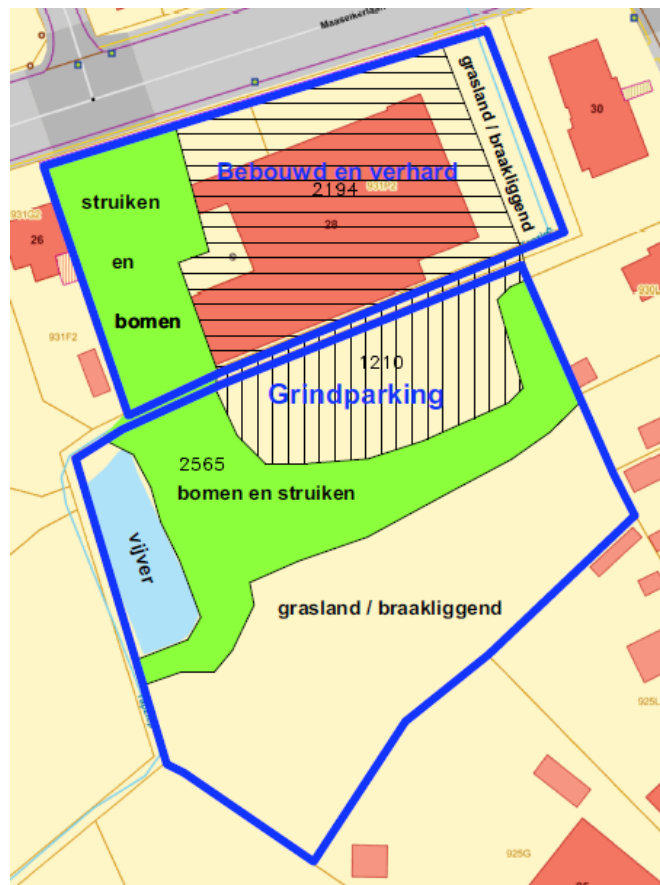 Maaseikerlaan
grasland / braakliggend
30
Bebouwd en verhard
2194
931P2
struiken
28
931G2
26
en
bomen
931F2
1210
Grindparking
2565
bomen en struiken
vijver
grasland / braakliggend
925L
925G